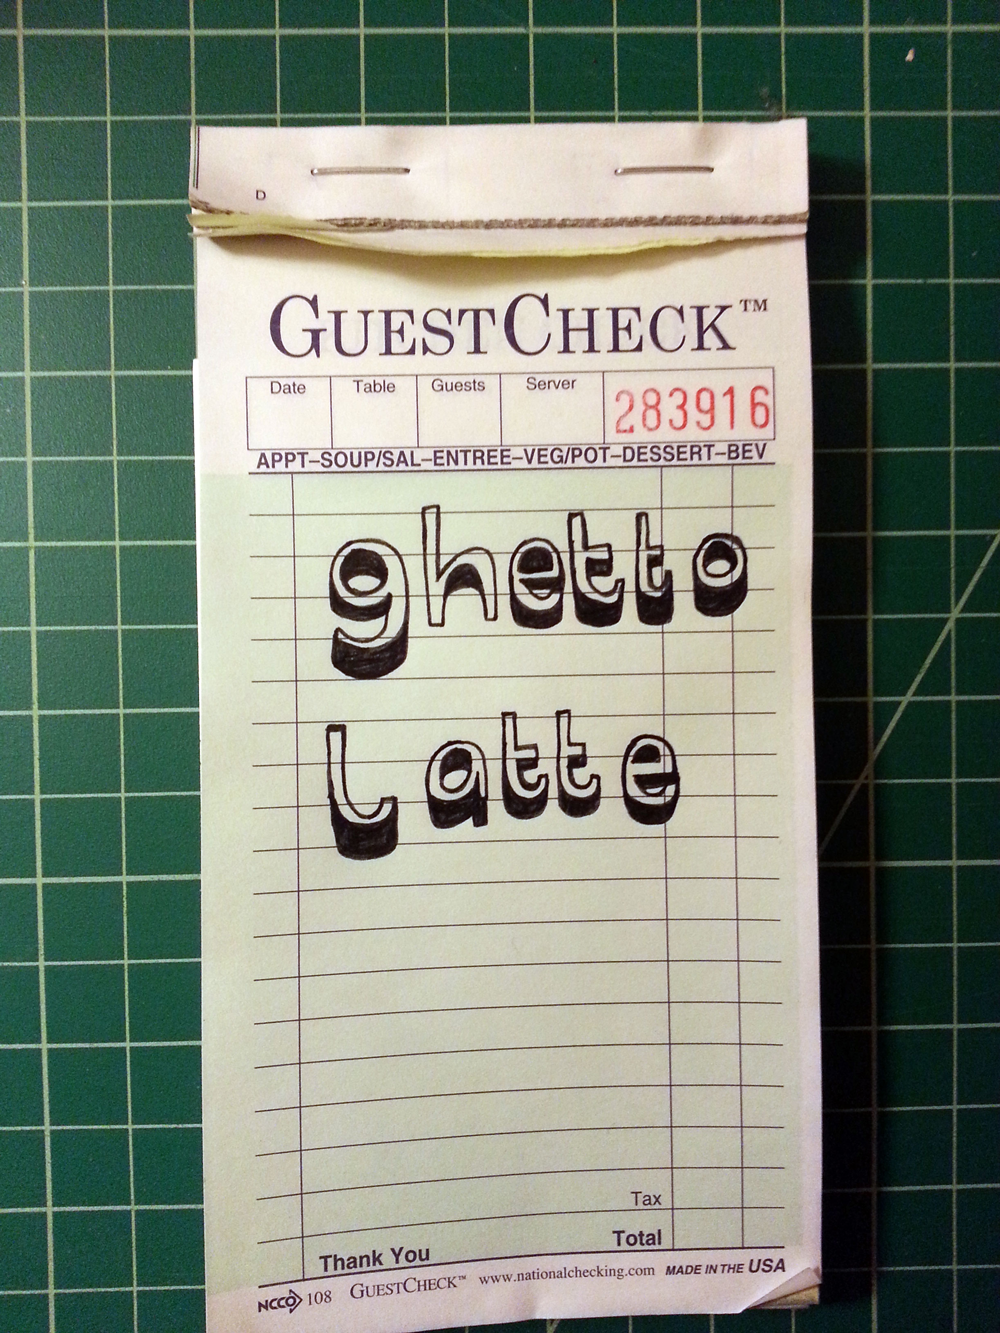 D
GUESTCHECK™
Date Table Guests Server 283916
APPT–SOUP/SAL–ENTREE–VEG/POT–DESSERT–BEV
ghetto
latte
Tax
Thank You Total
NCCO 108 GUESTCHECK™ www.nationalchecking.com MADE IN THE USA